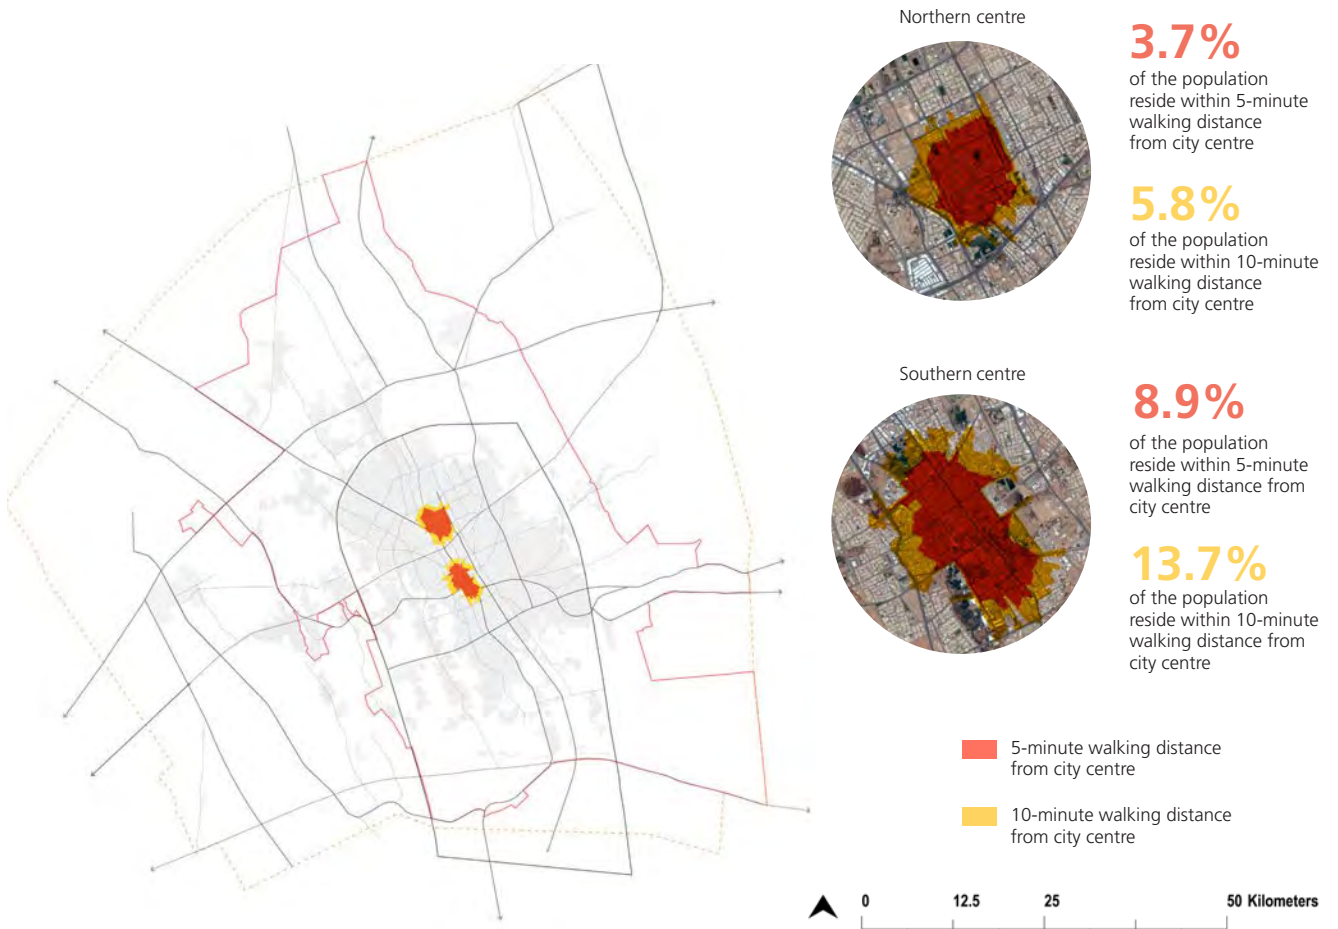 Northern centre
3.7%
of the population
reside within 5-minute
walking distance
from city centre
5.8%
of the population
reside within 10-minute
walking distance
from city centre
Southern centre
8.9%
of the population
reside within 5-minute
walking distance from
city centre
13.7%
of the population
reside within 10-minute
walking distance from
city centre
5-minute walking distance
from city centre
10-minute walking distance
from city centre
0 12.5 25 50 Kilometers